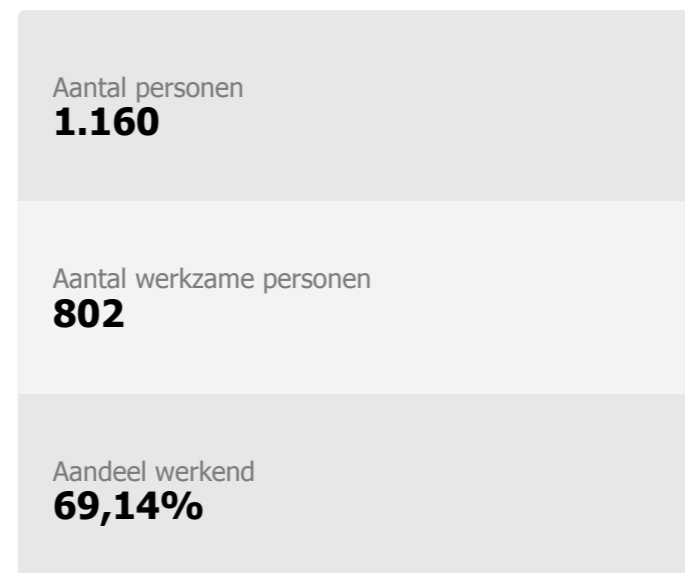 Aantal personen
1.160
Aantal werkzame personen
802
Aandeel werkend
69,14%